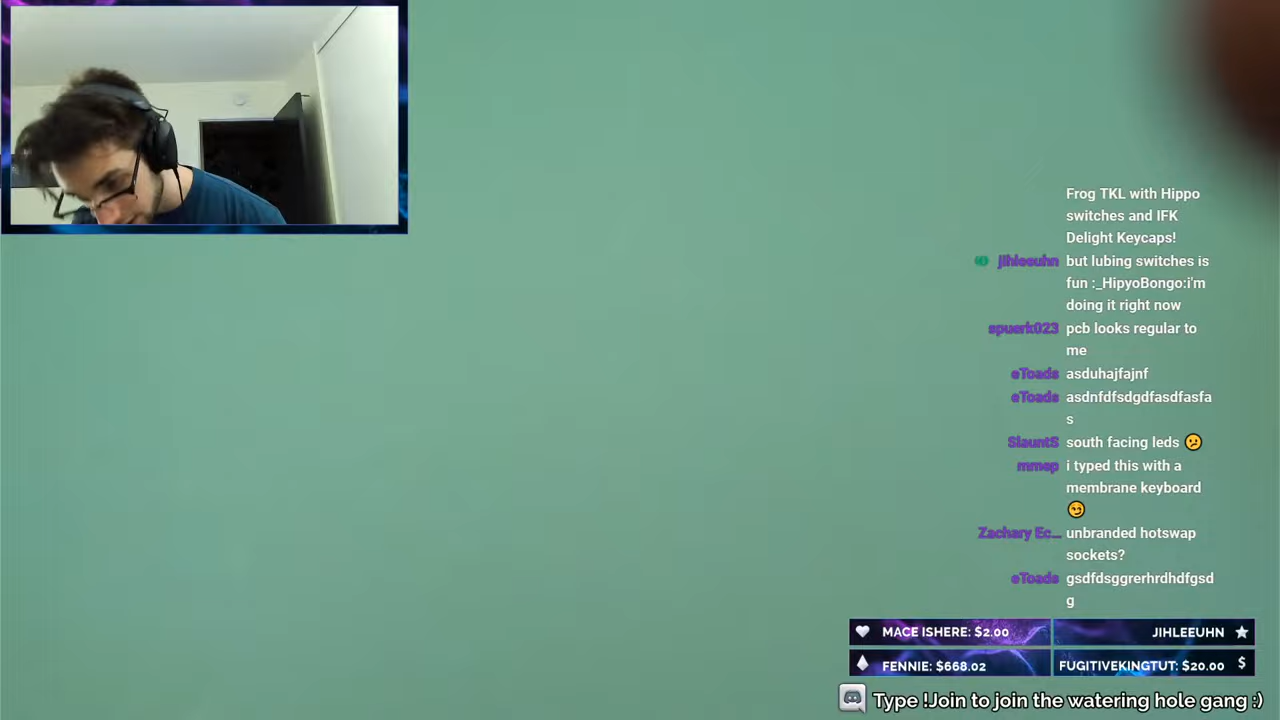 Frog TKL with Hippo
switches and IFK
Delight Keycaps!
jihleeuhn but lubing switches is
fun :_HipyoBongo:i'm
doing it right now
spuerk023 pcb looks regular to
me
eToads asduhajfajnf
eToads asdnfdfsdgdfasdfasfa
s
SlauntS south facing leds
mmep i typed this with a
membrane keyboard
Zachary Ec... unbranded hotswap
sockets?
eToads gsdfdsggrerhrdhdfgsd
g
MACE ISHERE: $2.00 JIHLEEUHN
FENNIE: $668.02 FUGITIVEKINGTUT: $20.00 $
Type !Join to join the watering hole gang :)